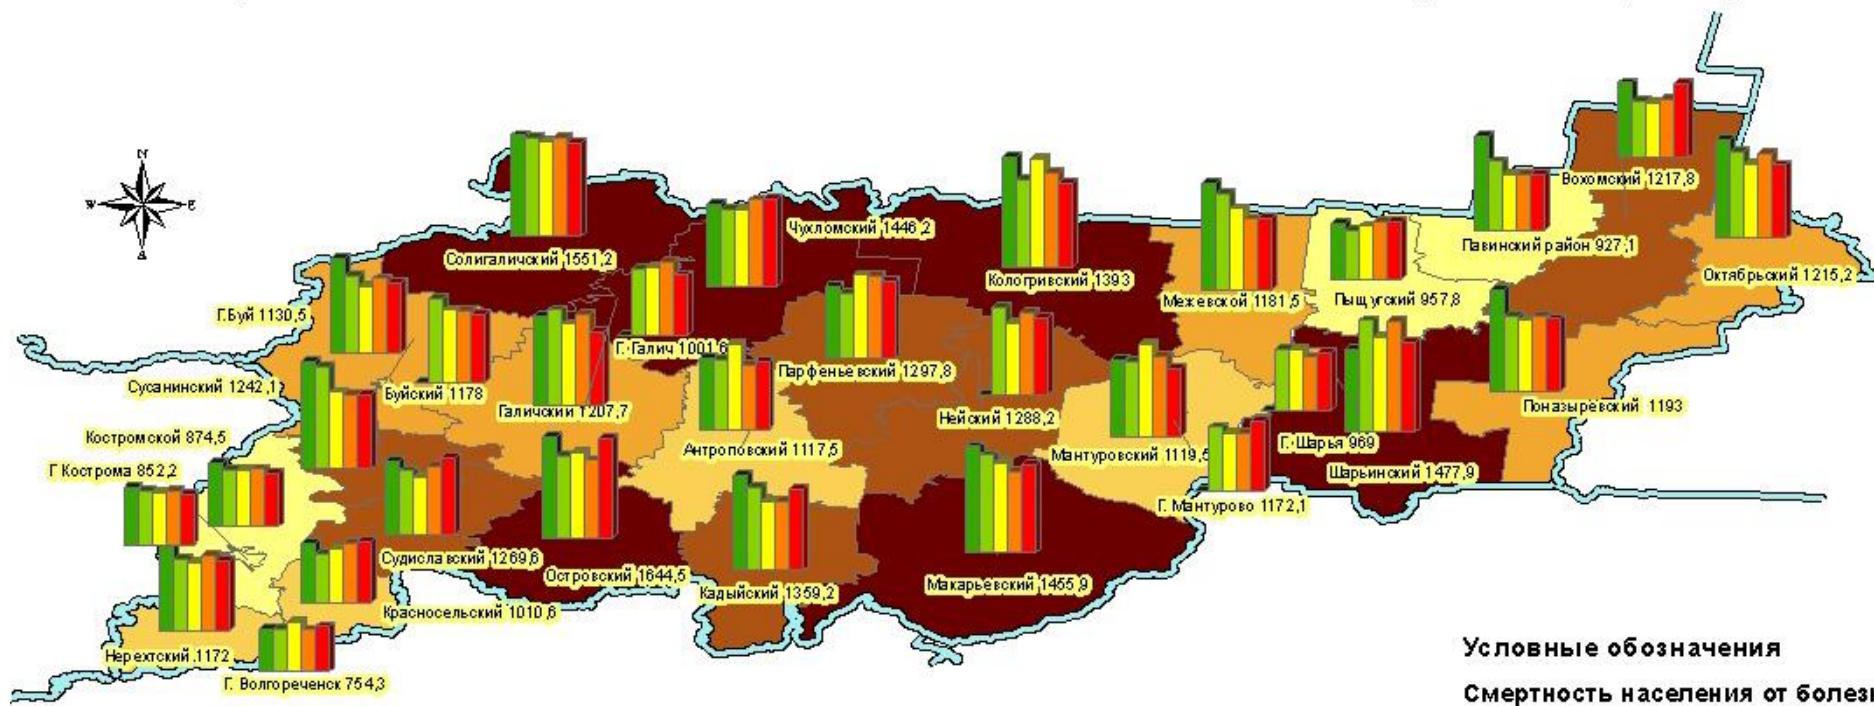 N
W
E
Вохомский 1217,8
Чухломский 1446,2
Павинский район 927,1
Солигаличский 1551,2
Кологривский 1393
Октябрьский 1215,2
Межевской 1181,5
Пыщугский 957,8
Г.Буй 1130,5
Г. Галич 1001,6
Парфеньевский 1297,8
Сусанинский 1242,1
Буйский 1178
Галичский 1207,7
Нейский 1288,2
Поназыревский 1193
Костромской 874,5
Антроповский 1117,5
Мантуровский 1119,5
Г. Шарья 969
Г Кострома 852,2
Шарьинский 1477,9
Г. Мантурово 1172,1
Судиславский 1269,6
Островский 1644,5
Кадыйский 1359,2
Макарьевский 1455,9
Красносельский 1010,6
Нерехтский 1172
Г. Волгореченск 754,3
Условные обозначения
Смертность населения от болез